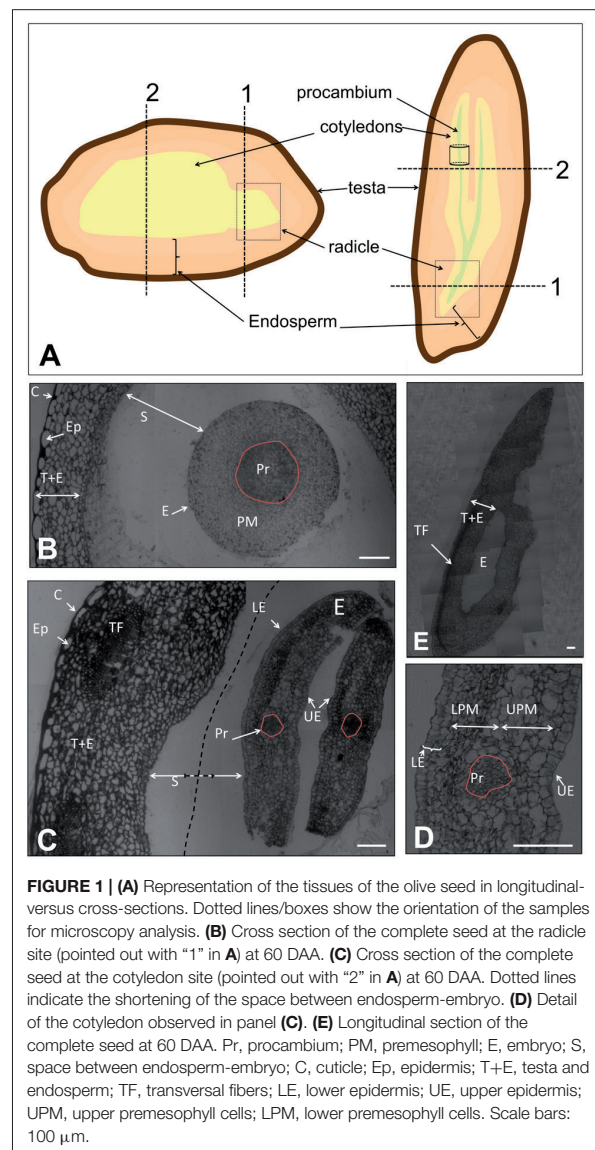 2
1
procambium
cotyledons
2
testa
radicle
1
Endosperm
A
C
Ep
S
T+E
Pr
E
PM
B
TF
T+E
E
E
C
Ep
TF
LE
E
T+E
Pr
UE
S
C
LPM
UPM
LE
Pr
UE
D
FIGURE 1 | (A) Representation of the tissues of the olive seed in longitudinal-
versus cross-sections. Dotted lines/boxes show the orientation of the samples
for microscopy analysis. (B) Cross section of the complete seed at the radicle
site (pointed out with “1” in A) at 60 DAA. (C) Cross section of the complete
seed at the cotyledon site (pointed out with “2” in A) at 60 DAA. Dotted lines
indicate the shortening of the space between endosperm-embryo. (D) Detail
of the cotyledon observed in panel (C). (E) Longitudinal section of the
complete seed at 60 DAA. Pr, procambium; PM, premesophyll; E, embryo; S,
space between endosperm-embryo; C, cuticle; Ep, epidermis; T+E, testa and
endosperm; TF, transversal fibers; LE, lower epidermis; UE, upper epidermis;
UPM, upper premesophyll cells; LPM, lower premesophyll cells. Scale bars:
100 μm.